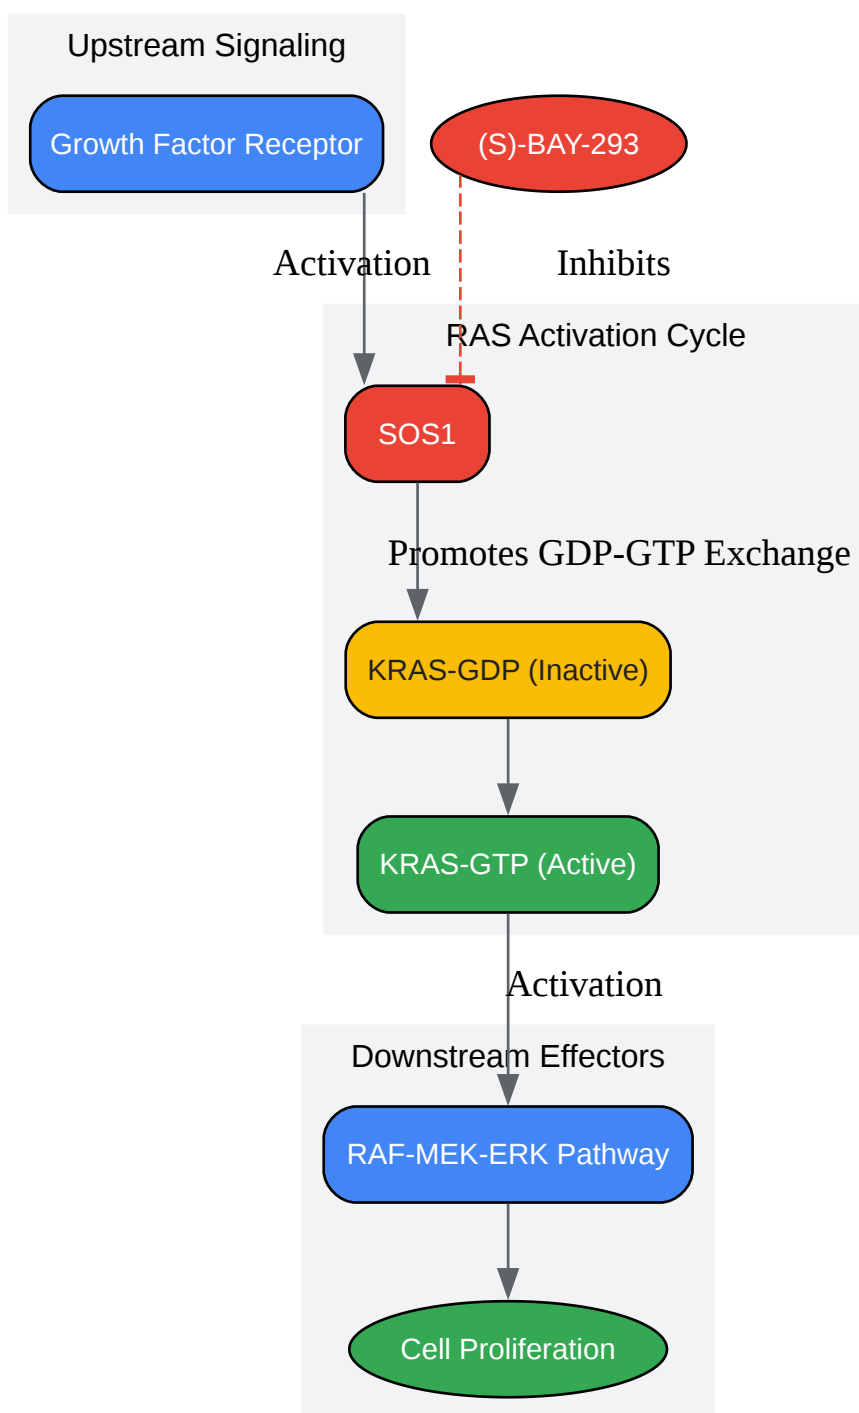 Upstream Signaling
Growth Factor Receptor
(S)-BAY-293
Activation
Inhibits
RAS Activation Cycle
SOS1
Promotes GDP-GTP Exchange
KRAS-GDP (Inactive)
KRAS-GTP (Active)
Activation
Downstream Effectors
RAF-MEK-ERK Pathway
Cell Proliferation